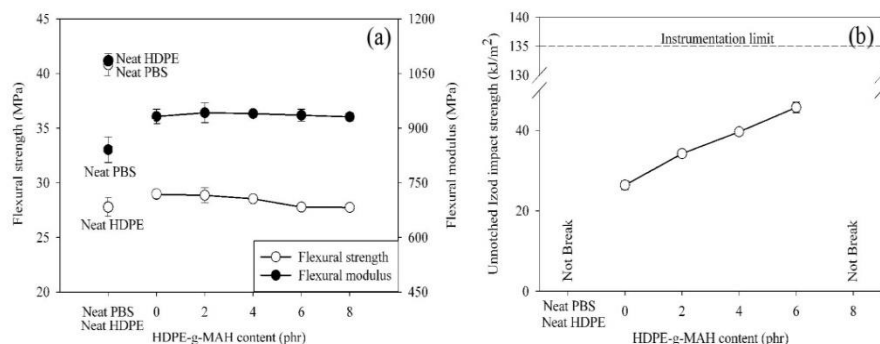 (a)
45
40
35
30
25
20
Flexural strength (MPa)
1200
1050
900
750
600
450
Flexural modulus (MPa)
Neat HDPE
Neat PBS
Neat PBS
Neat HDPE
Flexural strength
Flexural modulus
Neat PBS
Neat HDPE
0 2 4 6 8
HDPE-g-MAH content (phr)
(b)
140
135
130
40
20
0
Unnotched Izod impact strength (kJ/m²)
Instrumentation limit
Not Break
Not Break
Neat PBS
Neat HDPE
0 2 4 6 8
HDPE-g-MAH content (phr)